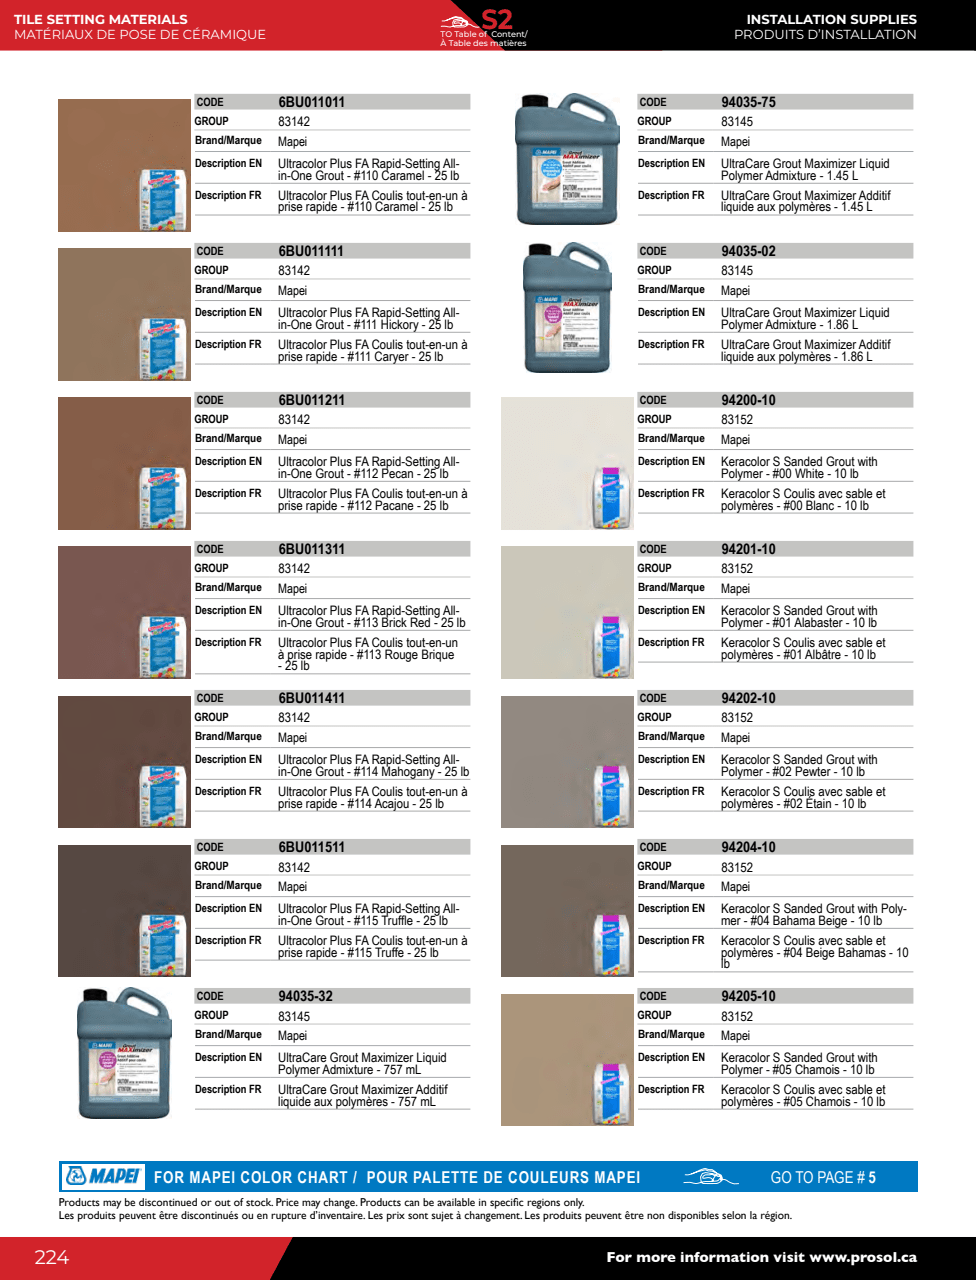 TILE SETTING MATERIALS
MATÉRIAUX DE POSE DE CÉRAMIQUE
S2
TO Table of Content/
À Table des matières
INSTALLATION SUPPLIES
PRODUITS D'INSTALLATION
CODE 6BU011011
GROUP 83142
Brand/Marque Mapei
Description EN Ultracolor Plus FA Rapid-Setting All-
in-One Grout - #110 Caramel - 25 lb
Description FR Ultracolor Plus FA Coulis tout-en-un à
prise rapide - #110 Caramel - 25 lb
CODE 6BU011111
GROUP 83142
Brand/Marque Mapei
Description EN Ultracolor Plus FA Rapid-Setting All-
in-One Grout - #111 Hickory - 25 lb
Description FR Ultracolor Plus FA Coulis tout-en-un à
prise rapide - #111 Caryer - 25 lb
CODE 6BU011211
GROUP 83142
Brand/Marque Mapei
Description EN Ultracolor Plus FA Rapid-Setting All-
in-One Grout - #112 Pecan - 25 lb
Description FR Ultracolor Plus FA Coulis tout-en-un à
prise rapide - #112 Pacane - 25 lb
CODE 6BU011311
GROUP 83142
Brand/Marque Mapei
Description EN Ultracolor Plus FA Rapid-Setting All-
in-One Grout - #113 Brick Red - 25 lb
Description FR Ultracolor Plus FA Coulis tout-en-un
à prise rapide - #113 Rouge Brique
- 25 lb
CODE 6BU011411
GROUP 83142
Brand/Marque Mapei
Description EN Ultracolor Plus FA Rapid-Setting All-
in-One Grout - #114 Mahogany - 25 lb
Description FR Ultracolor Plus FA Coulis tout-en-un à
prise rapide - #114 Acajou - 25 lb
CODE 6BU011511
GROUP 83142
Brand/Marque Mapei
Description EN Ultracolor Plus FA Rapid-Setting All-
in-One Grout - #115 Truffle - 25 lb
Description FR Ultracolor Plus FA Coulis tout-en-un à
prise rapide - #115 Truffe - 25 lb
MAPEI
Grout
MAXimizer
CODE 94035-32
GROUP 83145
Brand/Marque Mapei
Description EN UltraCare Grout Maximizer Liquid
Polymer Admixture - 757 mL
Description FR UltraCare Grout Maximizer Additif
liquide aux polymères - 757 mL
MAPEI
Grout
MAXimizer
CODE 94035-75
GROUP 83145
Brand/Marque Mapei
Description EN UltraCare Grout Maximizer Liquid
Polymer Admixture - 1.45 L
Description FR UltraCare Grout Maximizer Additif
liquide aux polymères - 1.45 L
MAPEI
Grout
MAXimizer
CODE 94035-02
GROUP 83145
Brand/Marque Mapei
Description EN UltraCare Grout Maximizer Liquid
Polymer Admixture - 1.86 L
Description FR UltraCare Grout Maximizer Additif
liquide aux polymères - 1.86 L
CODE 94200-10
GROUP 83152
Brand/Marque Mapei
Description EN Keracolor S Sanded Grout with
Polymer - #00 White - 10 lb
Description FR Keracolor S Coulis avec sable et
polymères - #00 Blanc - 10 lb
CODE 94201-10
GROUP 83152
Brand/Marque Mapei
Description EN Keracolor S Sanded Grout with
Polymer - #01 Alabaster - 10 lb
Description FR Keracolor S Coulis avec sable et
polymères - #01 Albâtre - 10 lb
CODE 94202-10
GROUP 83152
Brand/Marque Mapei
Description EN Keracolor S Sanded Grout with
Polymer - #02 Pewter - 10 lb
Description FR Keracolor S Coulis avec sable et
polymères - #02 Étain - 10 lb
CODE 94204-10
GROUP 83152
Brand/Marque Mapei
Description EN Keracolor S Sanded Grout with Poly-
mer - #04 Bahama Beige - 10 lb
Description FR Keracolor S Coulis avec sable et
polymères - #04 Beige Bahamas - 10
lb
CODE 94205-10
GROUP 83152
Brand/Marque Mapei
Description EN Keracolor S Sanded Grout with
Polymer - #05 Chamois - 10 lb
Description FR Keracolor S Coulis avec sable et
polymères - #05 Chamois - 10 lb
MAPEI FOR MAPEI COLOR CHART / POUR PALETTE DE COULEURS MAPEI GO TO PAGE # 5
Products may be discontinued or out of stock. Price may change. Products can be available in specific regions only.
Les produits peuvent être discontinués ou en rupture d'inventaire. Les prix sont sujet à changement. Les produits peuvent être non disponibles selon la région.
224
For more information visit www.prosol.ca